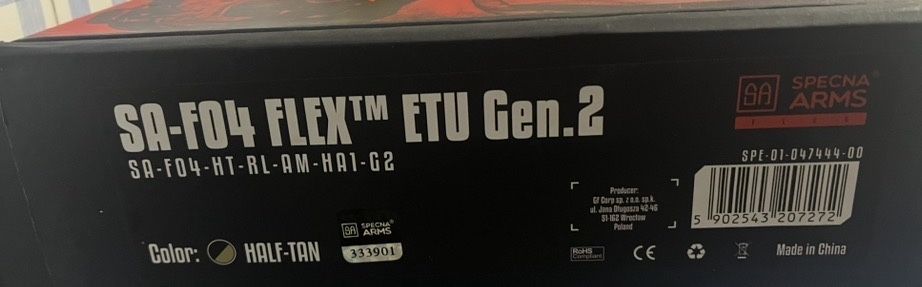 SA-F04 FLEX™ ETU Gen.2
SA-F04-HT-RL-AM-HA1-G2
SA SPECNA® ARMS
FLEX
SPE-01-047444-00
5 902543 207272
Producer:
GF Corp sp. z o.o. sp.k.
ul. Jana Długosza 42-46
51-162 Wrocław
Poland
Color: HALF-TAN
SA SPECNA® ARMS
333901
RoHS
Compliant
CE
Made in China